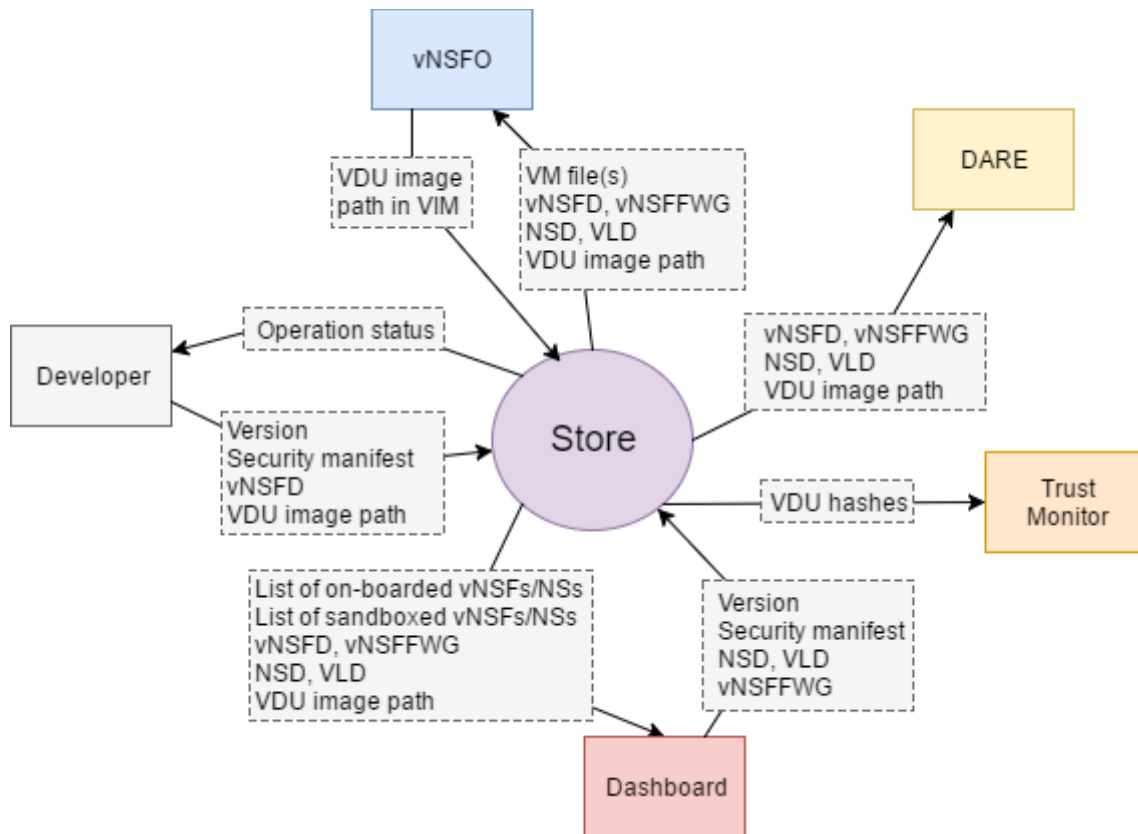 vNSFO
DARE
VDU image
path in VIM
VM file(s)
vNSFD, vNSFFWG
NSD, VLD
VDU image path
Operation status
vNSFD, vNSFFWG
NSD, VLD
VDU image path
Developer
Version
Security manifest
vNSFD
VDU image path
Store
VDU hashes
Trust
Monitor
List of on-boarded vNSFs/NSs
List of sandboxed vNSFs/NSs
vNSFD, vNSFFWG
NSD, VLD
VDU image path
Version
Security manifest
NSD, VLD
vNSFFWG
Dashboard